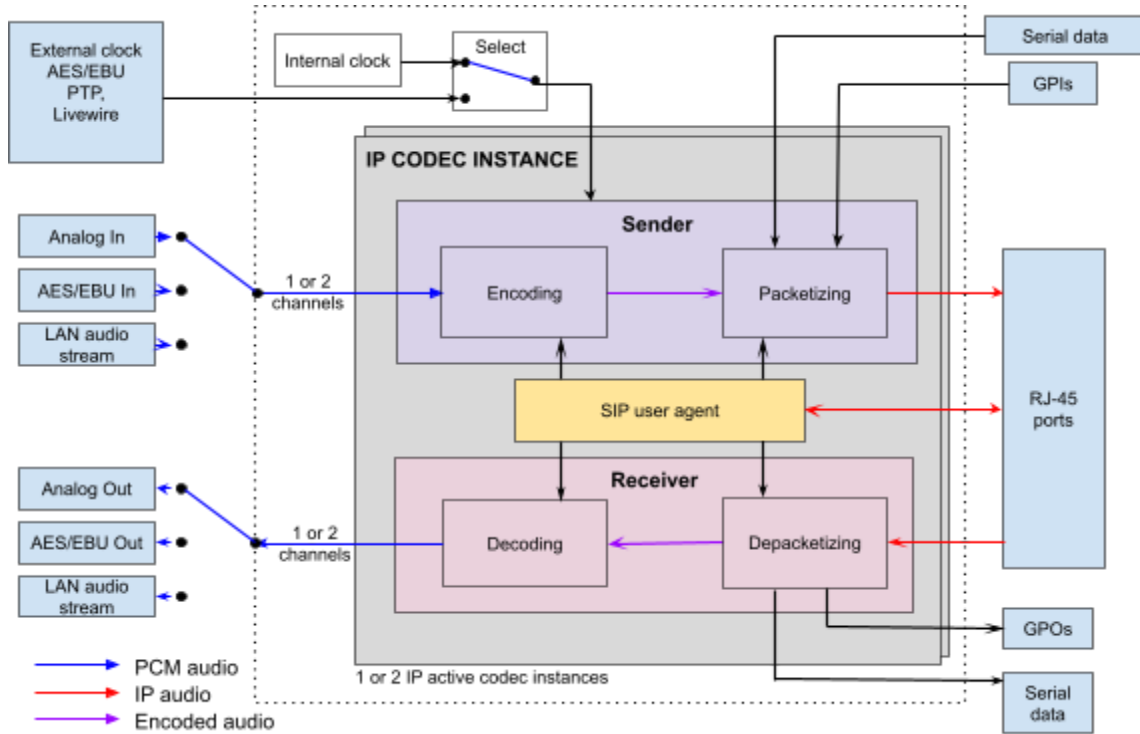 External clock
AES/EBU
PTP,
Livewire
Internal clock
Select
Serial data
GPIs
IP CODEC INSTANCE
Sender
Analog In
AES/EBU In
LAN audio
stream
1 or 2
channels
Encoding
Packetizing
SIP user agent
RJ-45
ports
Receiver
Analog Out
AES/EBU Out
LAN audio
stream
1 or 2
channels
Decoding
Depacketizing
GPOs
Serial
data
1 or 2 IP active codec instances
PCM audio
IP audio
Encoded audio